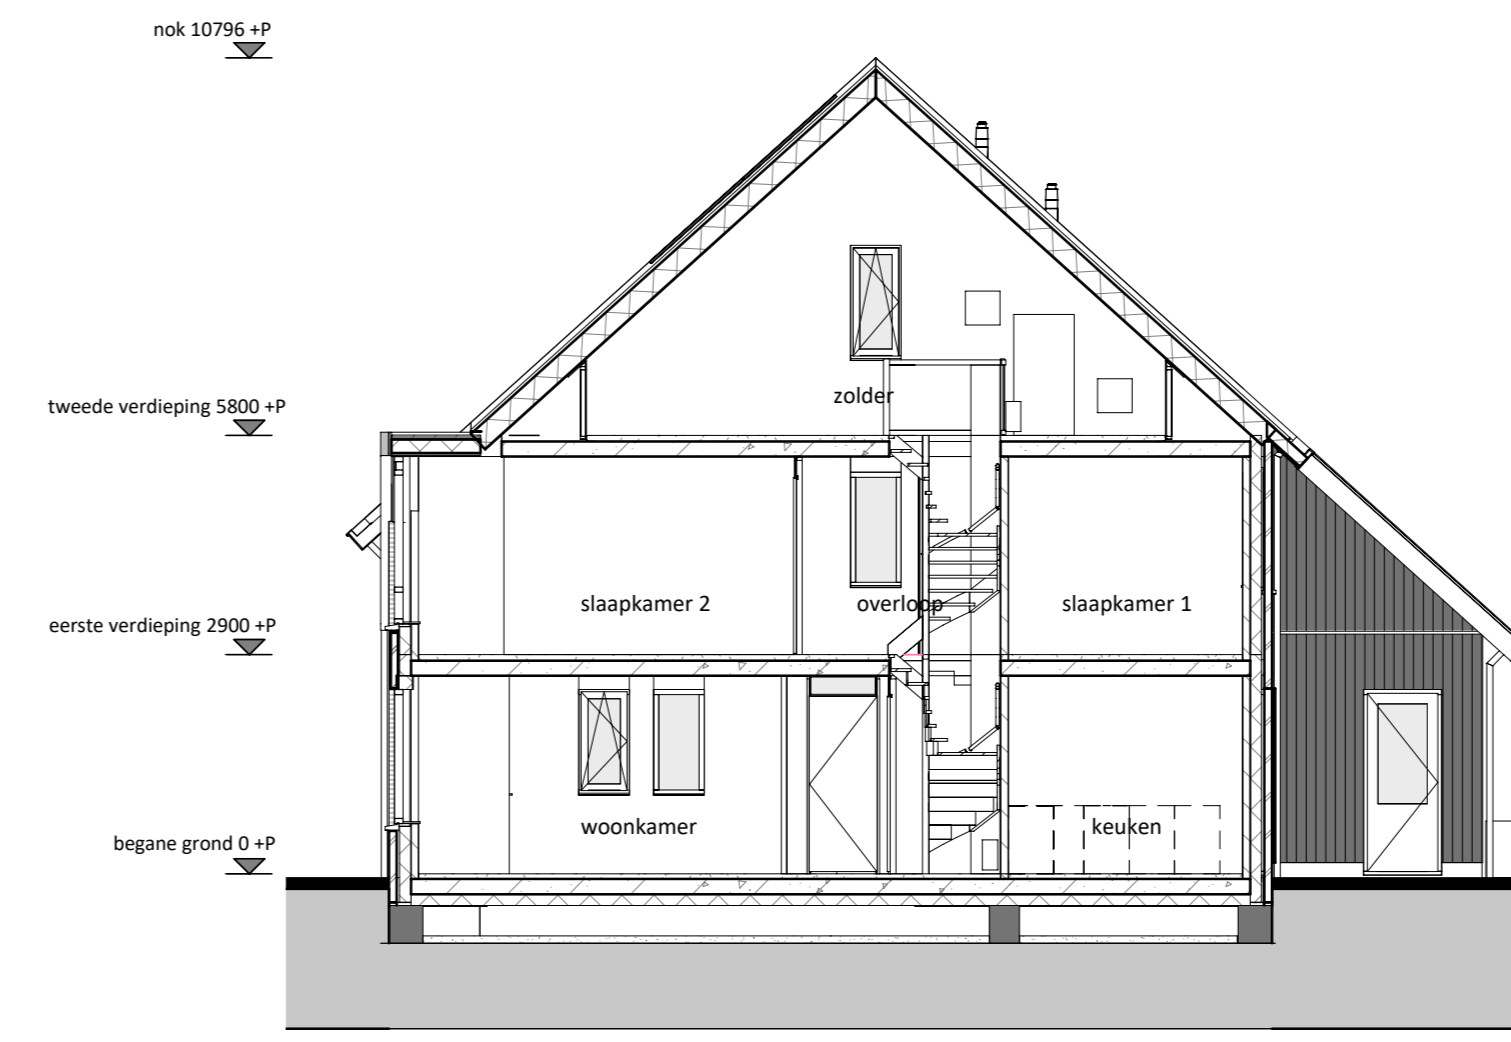 nok 10796 +P
tweede verdieping 5800 +P
zolder
slaapkamer 2
overloop
slaapkamer 1
eerste verdieping 2900 +P
woonkamer
keuken
begane grond 0 +P